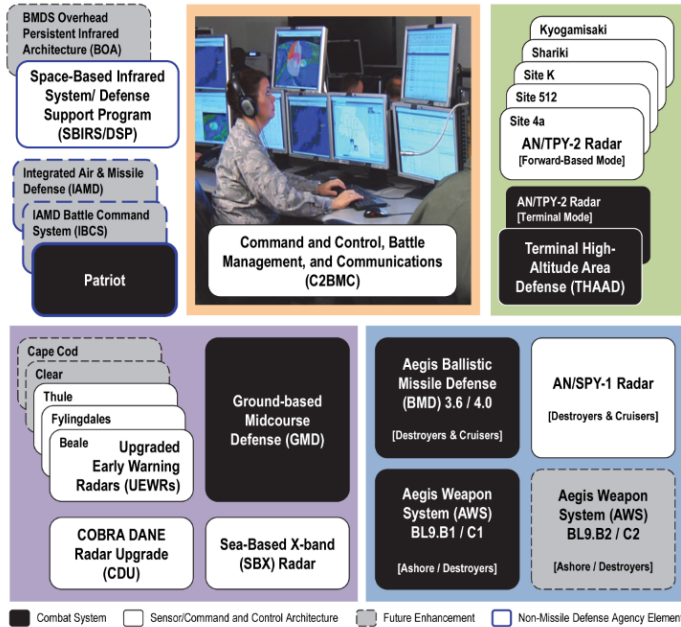 BMDS Overhead
Persistent Infrared
Architecture (BOA)
Space-Based Infrared
System/ Defense
Support Program
(SBIRS/DSP)
Integrated Air & Missile
Defense (IAMD)
IAMD Battle Command
System (IBCS)
Patriot
Command and Control, Battle
Management, and Communications
(C2BMC)
Kyogamisaki
Shariki
Site K
Site 512
Site 4a
AN/TPY-2 Radar
[Forward-Based Mode]
AN/TPY-2 Radar
[Terminal Mode]
Terminal High-
Altitude Area
Defense (THAAD)
Cape Cod
Clear
Thule
Fylingdales
Beale
Upgraded
Early Warning
Radars (UEWRs)
Ground-based
Midcourse
Defense (GMD)
COBRA DANE
Radar Upgrade
(CDU)
Sea-Based X-band
(SBX) Radar
Aegis Ballistic
Missile Defense
(BMD) 3.6 / 4.0
[Destroyers & Cruisers]
AN/SPY-1 Radar
[Destroyers & Cruisers]
Aegis Weapon
System (AWS)
BL9.B1 / C1
[Ashore / Destroyers]
Aegis Weapon
System (AWS)
BL9.B2 / C2
[Ashore / Destroyers]
Combat System
Sensor/Command and Control Architecture
Future Enhancement
Non-Missile Defense Agency Element